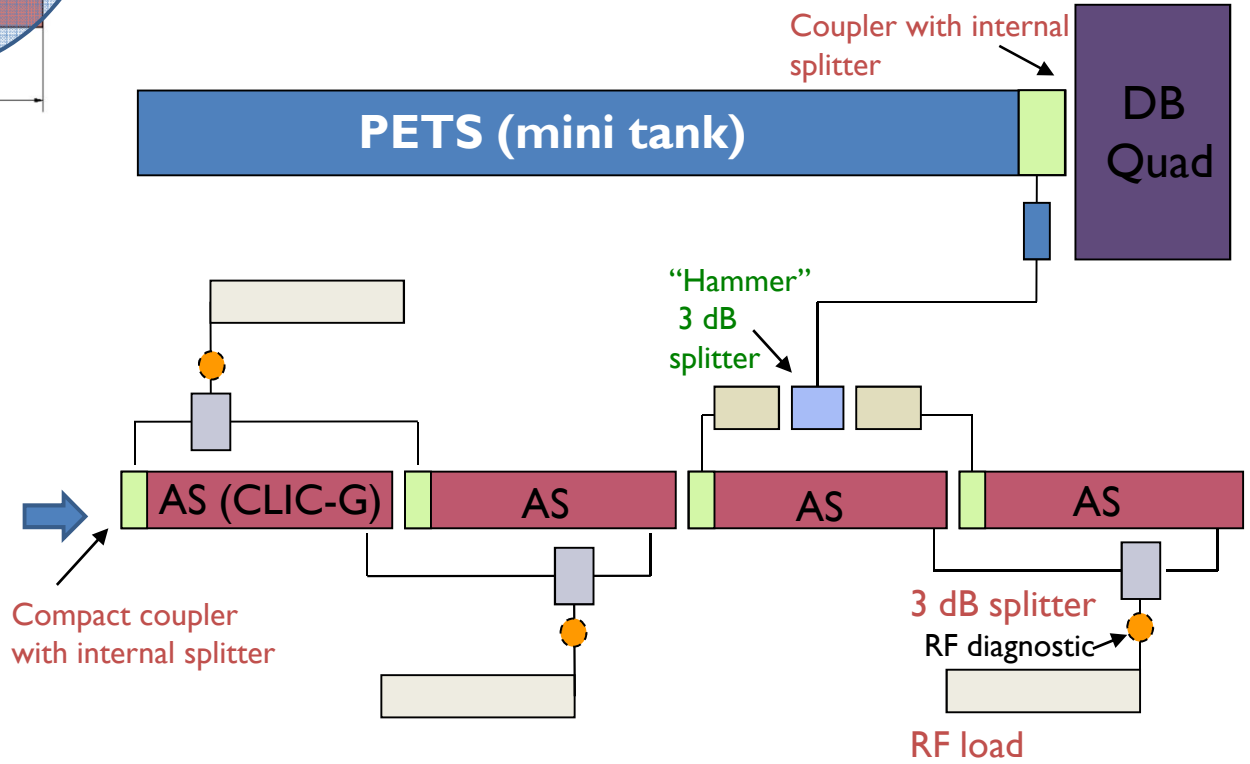 Coupler with internal
splitter
DB
Quad
PETS (mini tank)
“Hammer”
3 dB
splitter
AS (CLIC-G)
AS
AS
AS
Compact coupler
with internal splitter
3 dB splitter
RF diagnostic
RF load